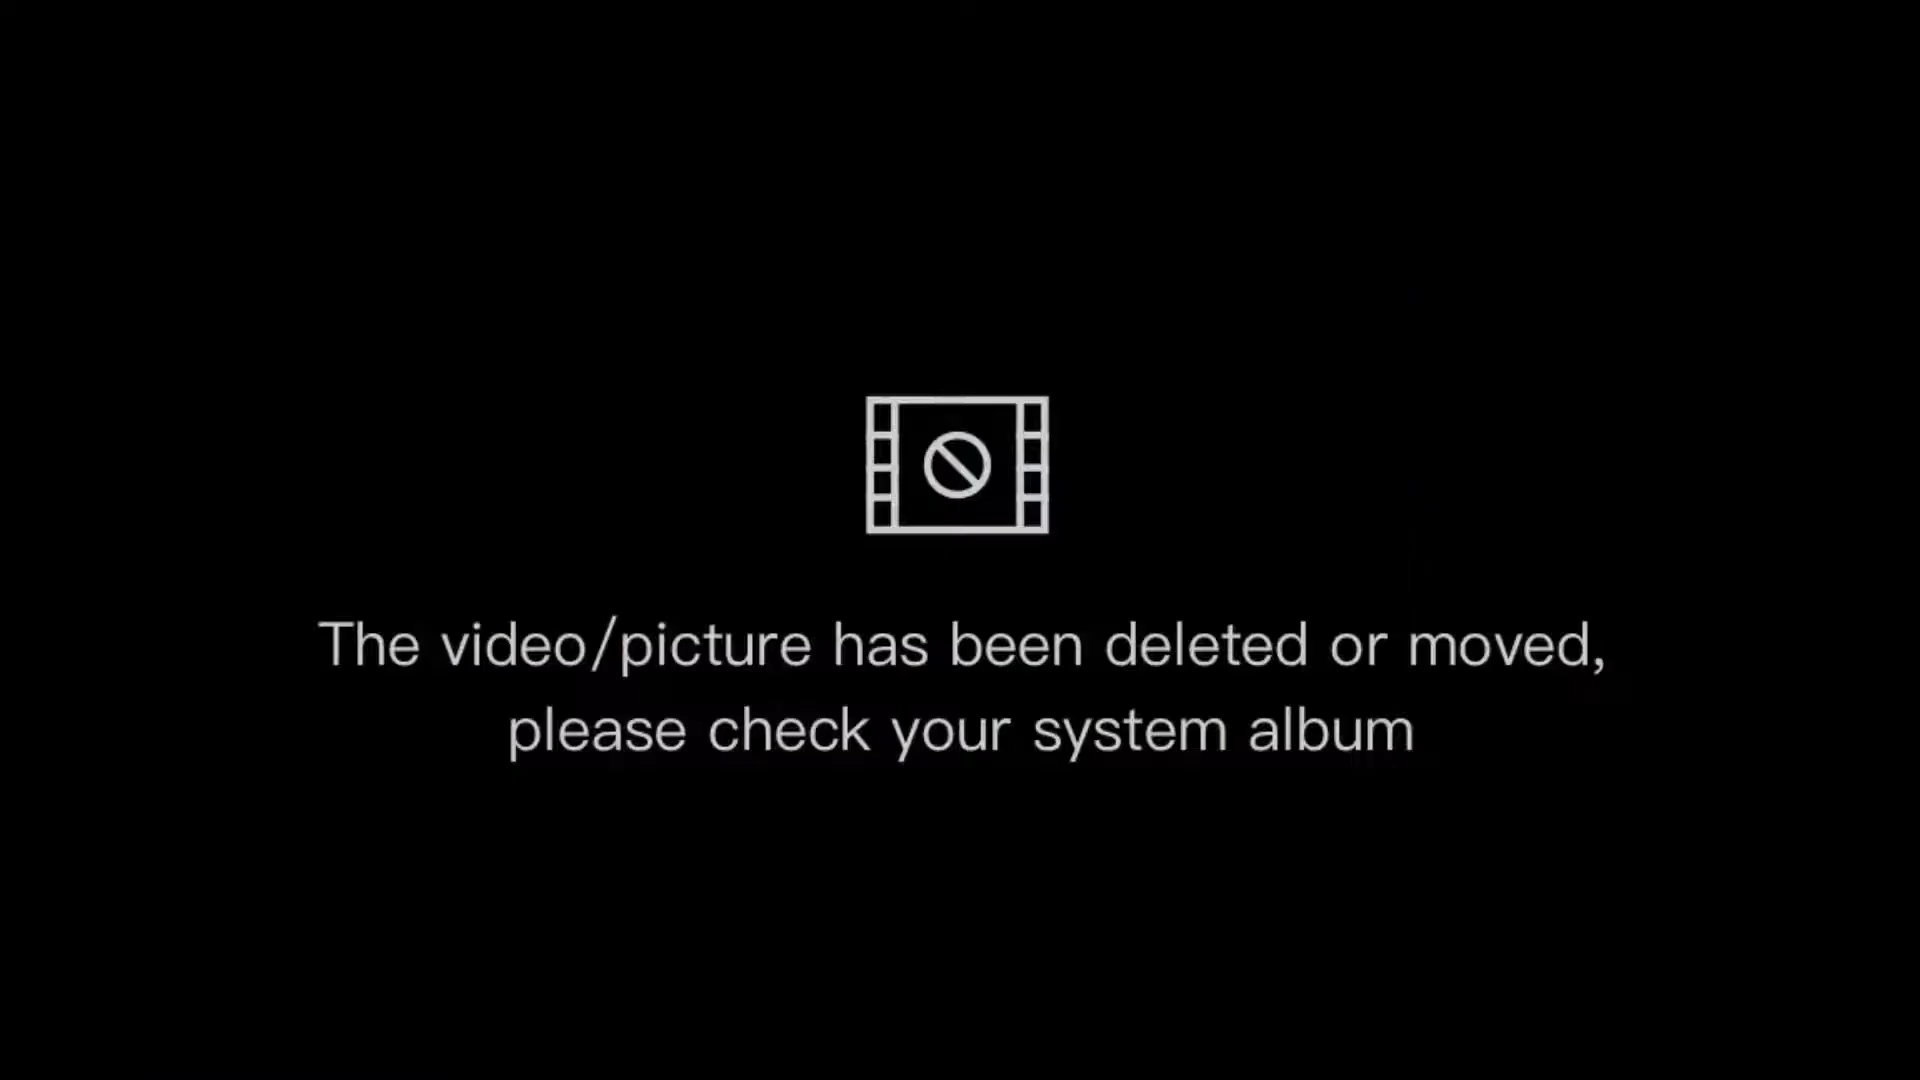 The video/picture has been deleted or moved,
please check your system album